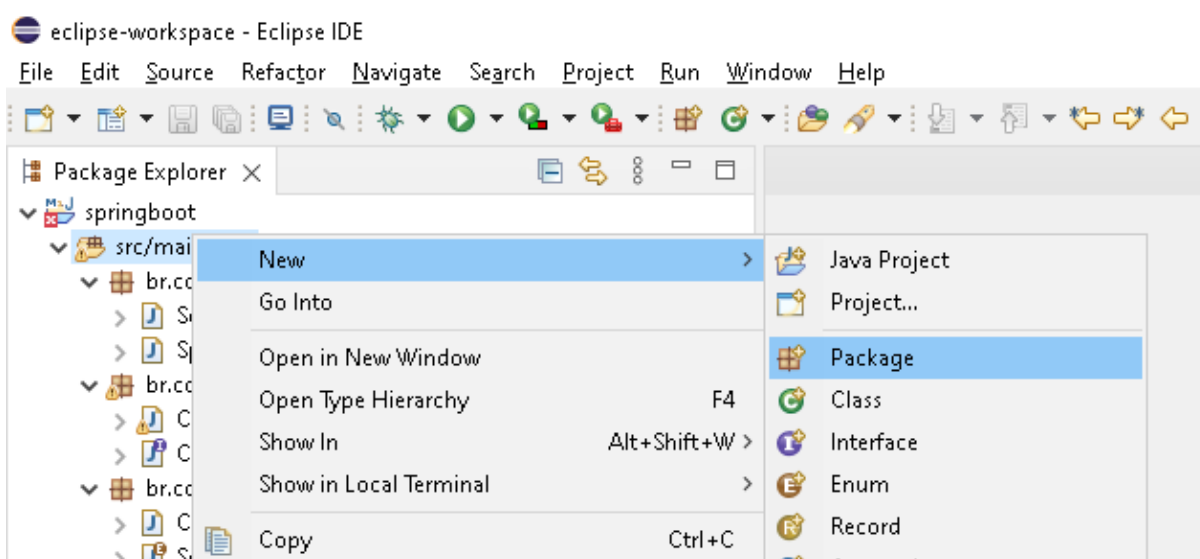 eclipse-workspace - Eclipse IDE
File Edit Source Refactor Navigate Search Project Run Window Help
Package Explorer
springboot
src/mai
New
Java Project
br.co
Go Into
Project...
Open in New Window
Package
br.co
Open Type Hierarchy F4
Class
C
Show In Alt+Shift+W
Interface
C
br.co
Show in Local Terminal
Enum
C
Copy Ctrl+C
Record